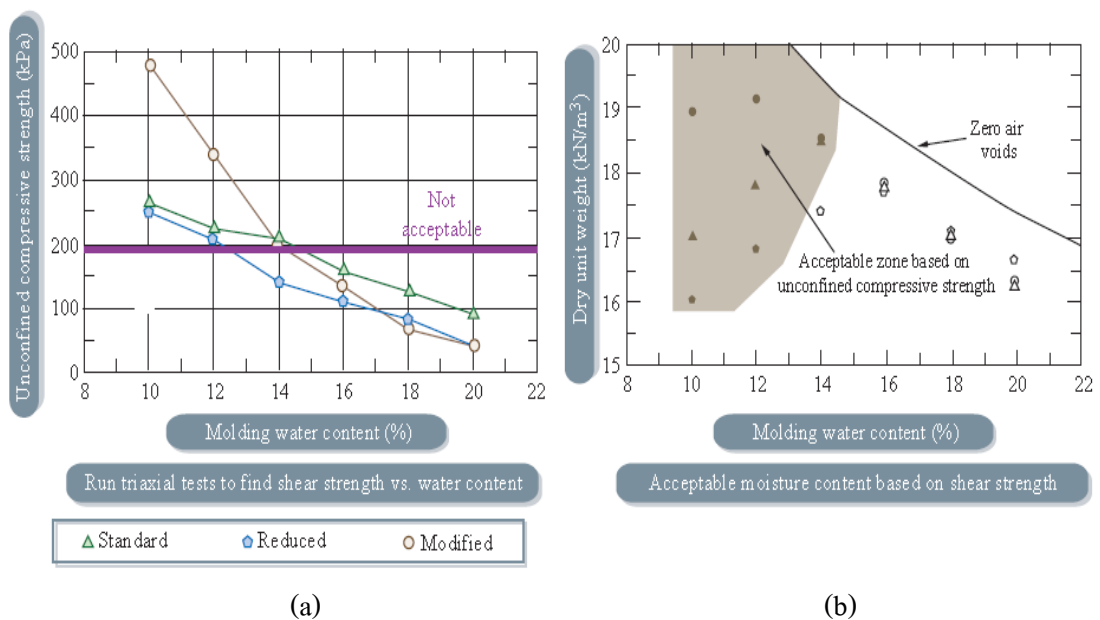 Unconfined compressive strength (kPa)
500
400
300
200
100
0
Not
acceptable
8 10 12 14 16 18 20 22
Molding water content (%)
Run triaxial tests to find shear strength vs. water content
Standard Reduced Modified
(a)
Dry unit weight (kN/m³)
20
19
18
17
16
15
Zero air
voids
Acceptable zone based on
unconfined compressive strength
8 10 12 14 16 18 20 22
Molding water content (%)
Acceptable moisture content based on shear strength
(b)